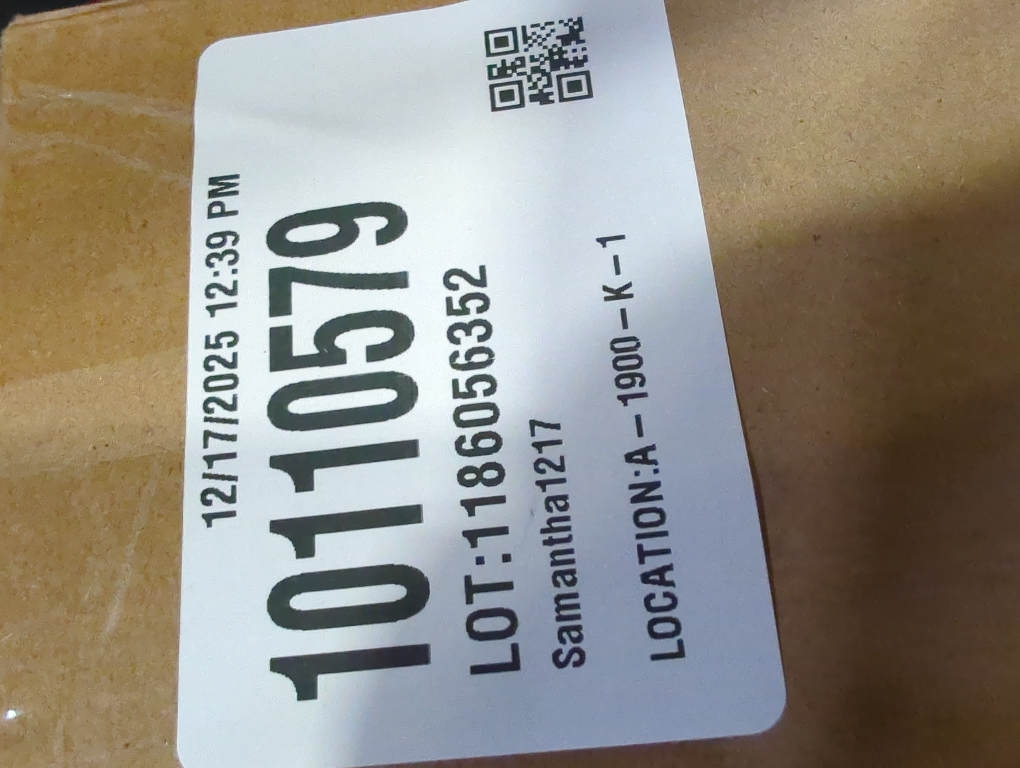 12/17/2025 12:39 PM
10110579
LOT:1186056352
Samantha1217
LOCATION:A-1900-K-1